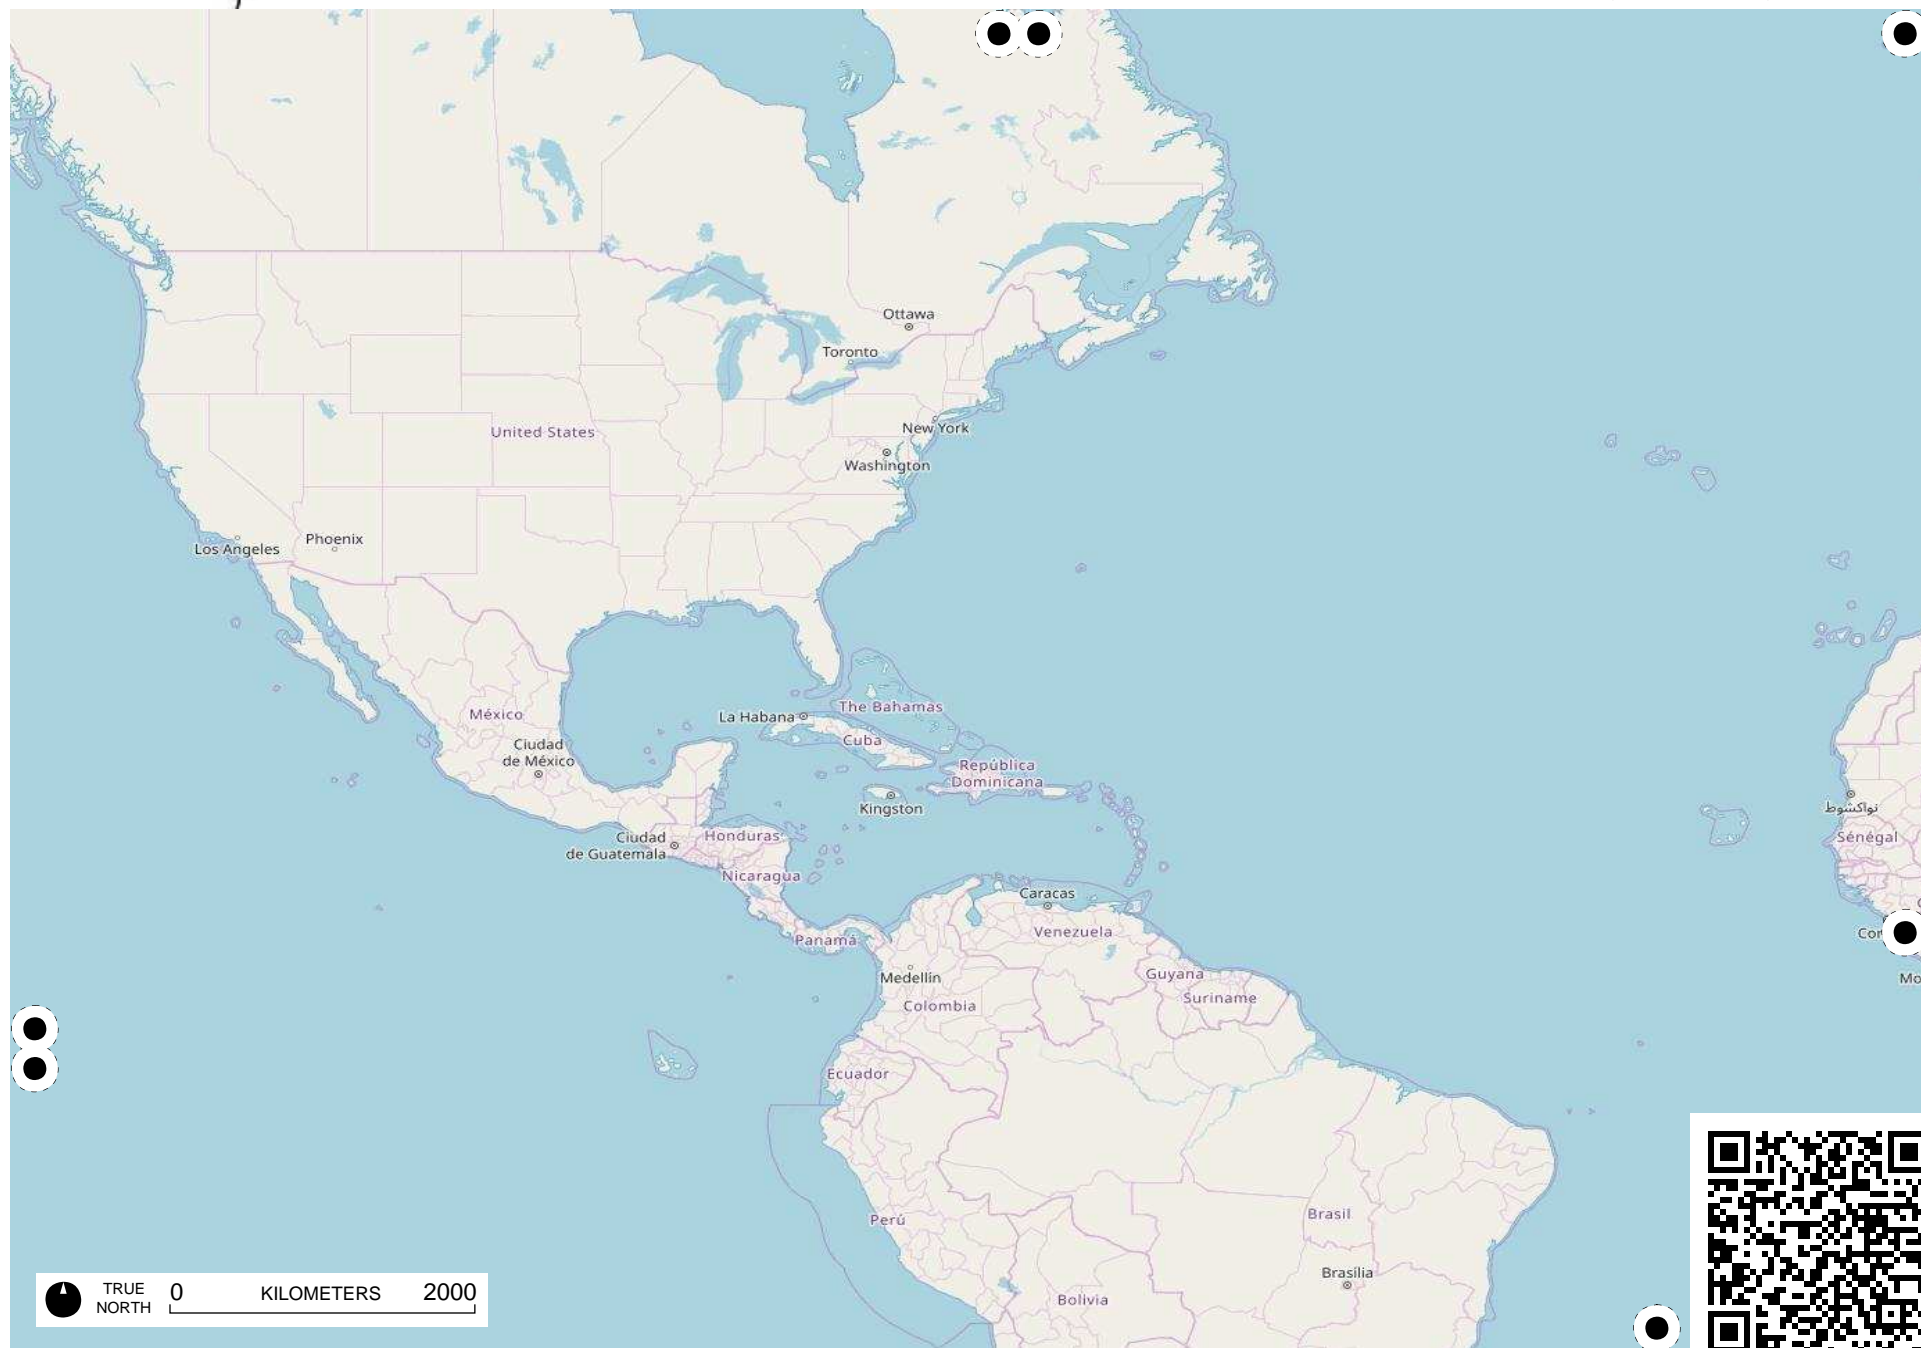 Ottawa
Toronto
New York
United States
Washington
Los Angeles
Phoenix
México
La Habana
The Bahamas
Cuba
Ciudad
de México
República
Dominicana
Kingston
نواكشوط
Ciudad
de Guatemala
Honduras
Sénégal
Nicaragua
Caracas
Panamá
Venezuela
Medellín
Guyana
Suriname
Colombia
Ecuador
Perú
Brasil
Brasília
Bolivia
TRUE
NORTH
0 KILOMETERS 2000